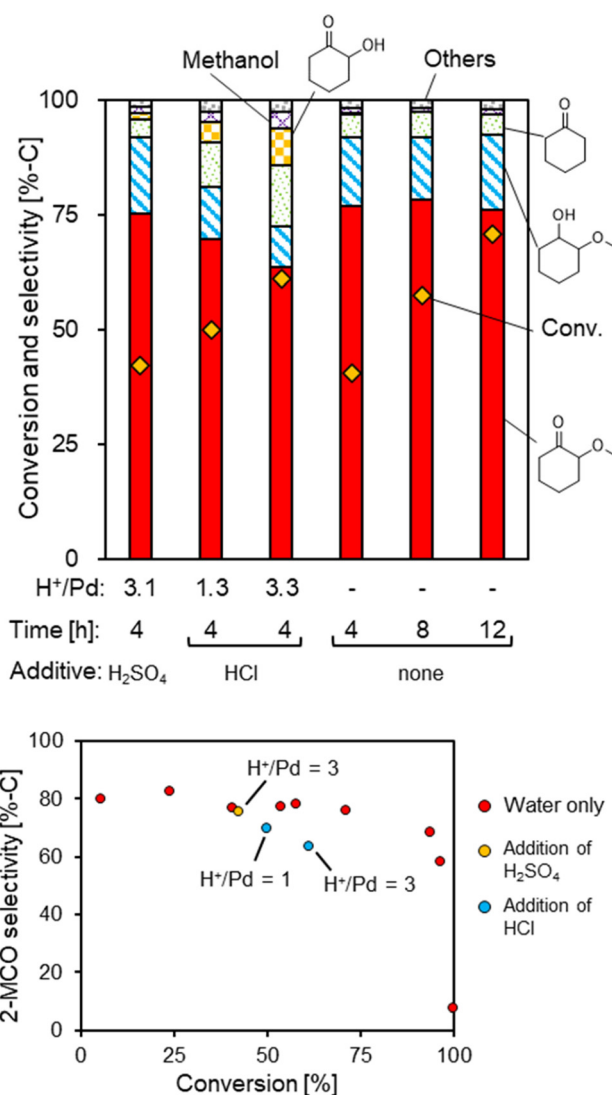 O
OH
Methanol
Others
100
75
50
25
0
Conversion and selectivity [%-C]
O
OH
O
Conv.
O
O
H⁺/Pd: 3.1 1.3 3.3 - - -
Time [h]: 4 4 4 4 8 12
Additive: H₂SO₄ HCl none
100
80
60
40
20
0
2-MCO selectivity [%-C]
H⁺/Pd = 3
H⁺/Pd = 1
H⁺/Pd = 3
Water only
Addition of
H₂SO₄
Addition of
HCl
0 25 50 75 100
Conversion [%]